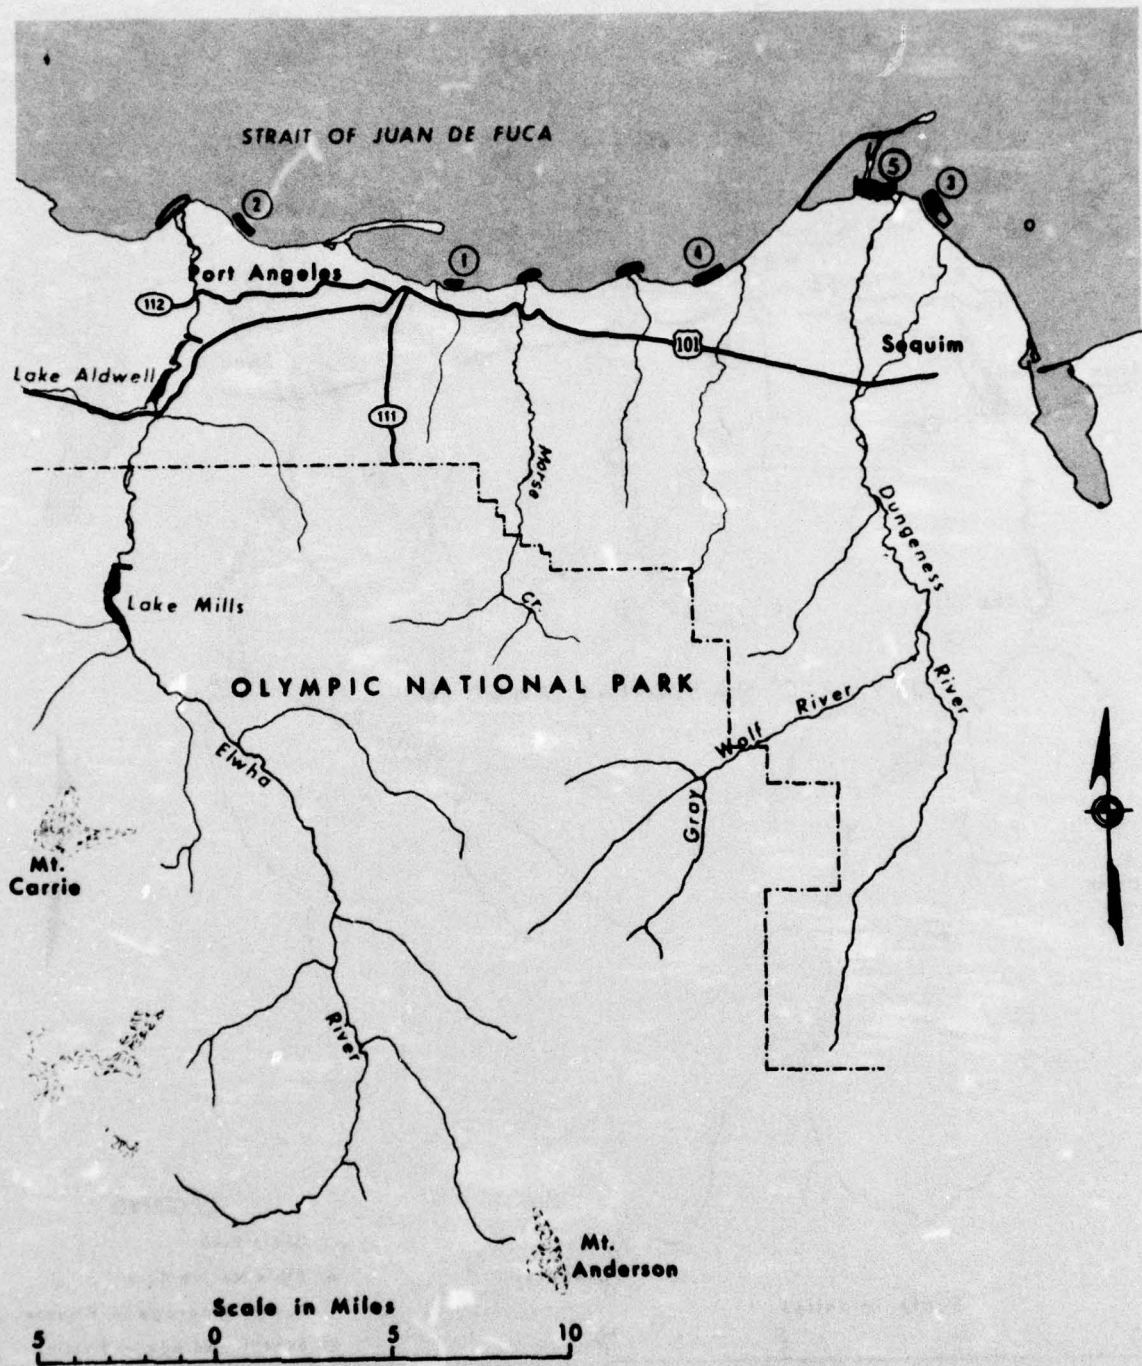 STRAIT OF JUAN DE FUCA
5
3
2
1
4
Port Angeles
112
101
Sequim
Lake Aldwell
111
Morse
Dungeness
Cr.
Lake Mills
OLYMPIC NATIONAL PARK
River
River
Wolf
Elwha
Gray
Mt.
Carrie
River
Mt.
Anderson
Scale in Miles
5 0 5 10